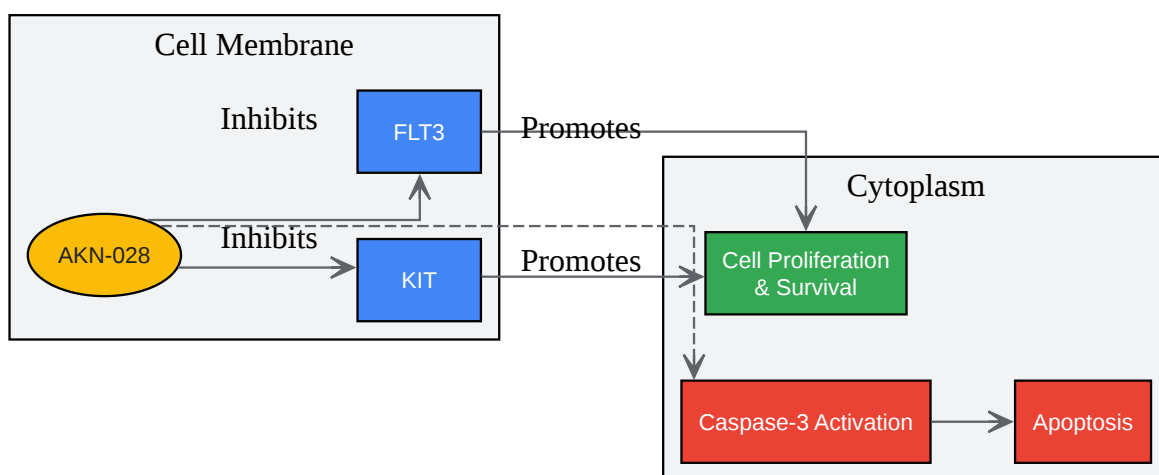 Cell Membrane
Inhibits
FLT3
Promotes
Cytoplasm
AKN-028
Inhibits
KIT
Promotes
Cell Proliferation
& Survival
Caspase-3 Activation
Apoptosis